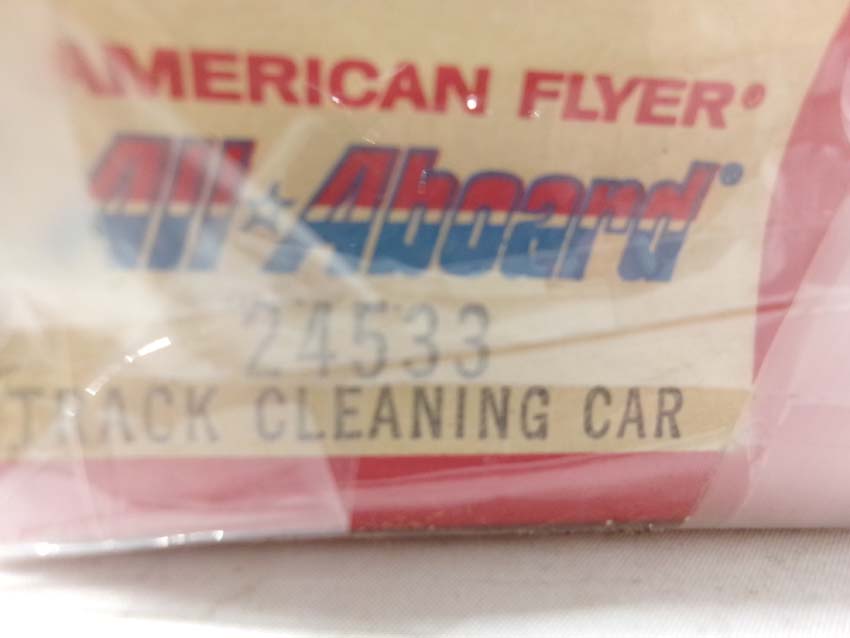 AMERICAN FLYER®
All Aboard®
24533
TRACK CLEANING CAR